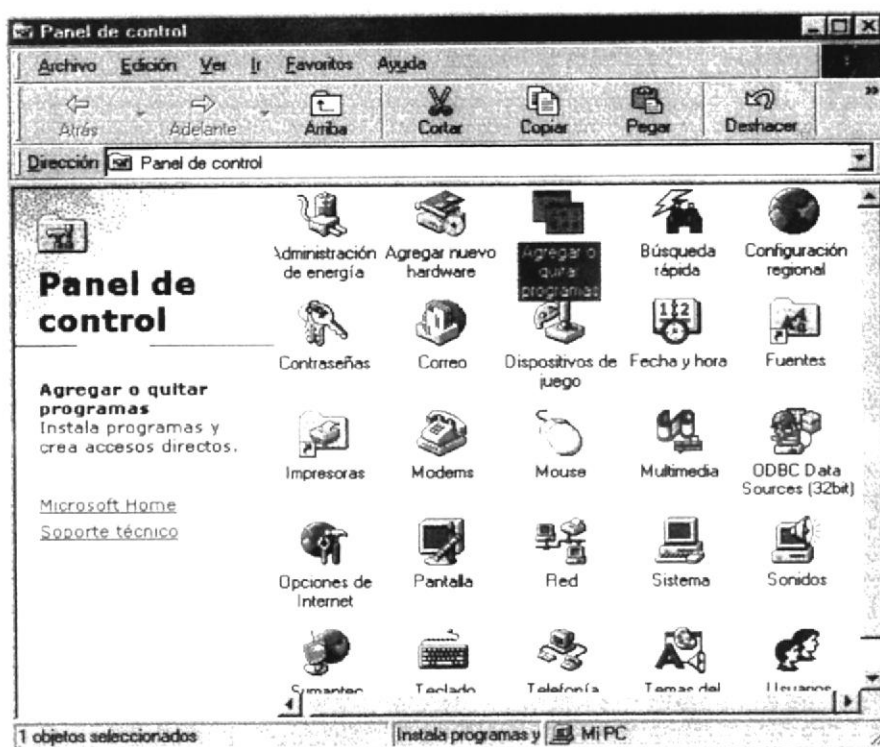 Panel de control
Archivo Edición Ver Ir Favoritos Ayuda
Atrás Adelante Arriba Cortar Copiar Pegar Deshacer »
Dirección Panel de control
Panel de
control
Agregar o quitar
programas
Instala programas y
crea accesos directos.
Microsoft Home
Soporte técnico
Administración
de energía
Agregar nuevo
hardware
Agregar o
quitar
programas
Búsqueda
rápida
Configuración
regional
Contraseñas
Correo
Dispositivos de
juego
Fecha y hora
Fuentes
Impresoras
Modems
Mouse
Multimedia
ODBC Data
Sources (32bit)
Opciones de
Internet
Pantalla
Red
Sistema
Sonidos
Symantec
Teclado
Telefonía
Temas del
Usuarios
1 objetos seleccionados Instala programas y Mi PC